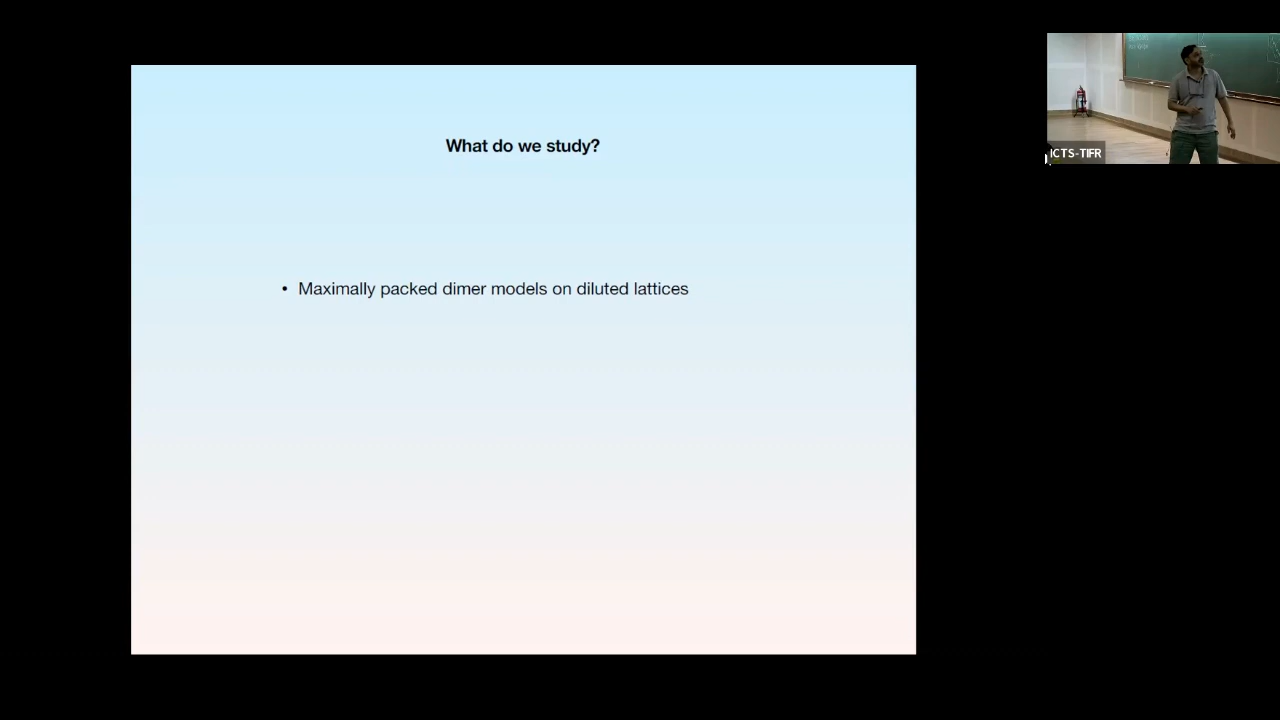 What do we study?
• Maximally packed dimer models on diluted lattices
ICTS-TIFR